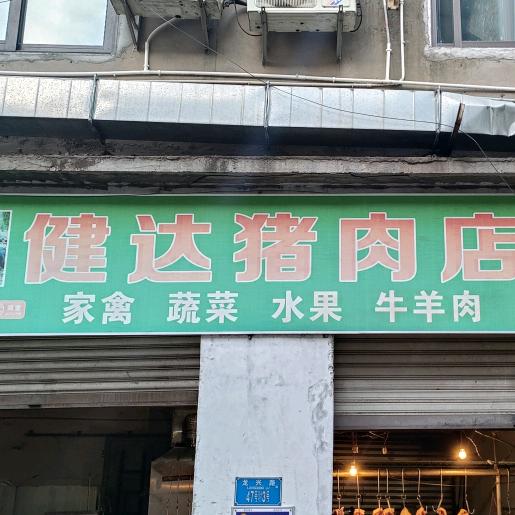 健达猪肉店
家禽 蔬菜 水果 牛羊肉
龙兴路